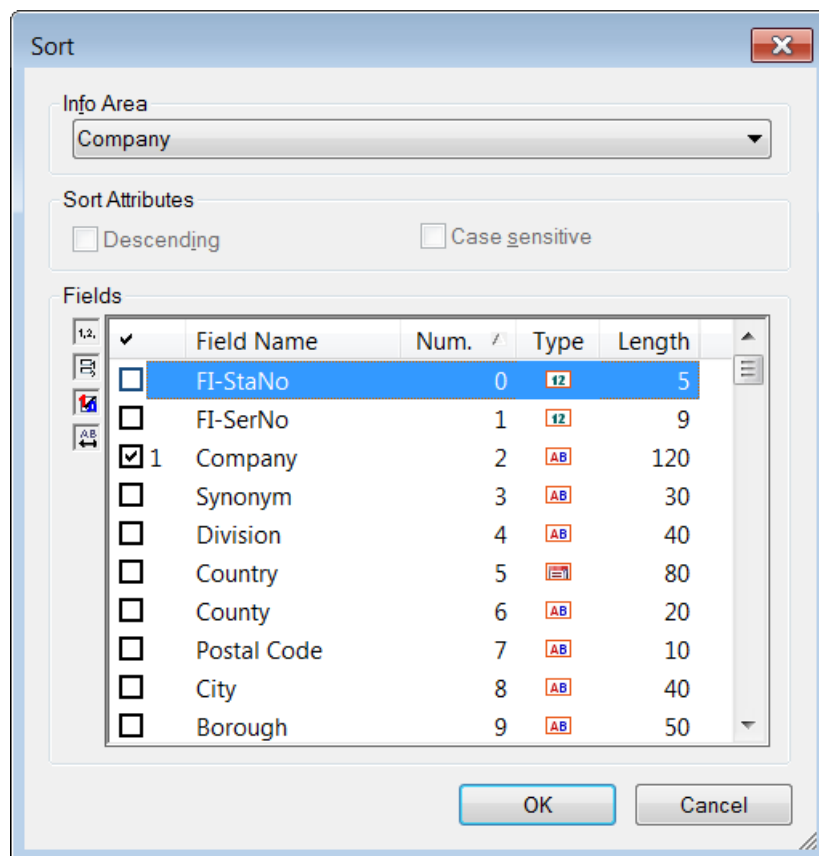 Sort
Info Area
Company
Sort Attributes
Descending Case sensitive
Fields
1,2,
Field Name Num. Type Length
FI-StaNo 0 12 5
FI-SerNo 1 12 9
1 Company 2 AB 120
Synonym 3 AB 30
Division 4 AB 40
Country 5 80
County 6 AB 20
Postal Code 7 AB 10
City 8 AB 40
Borough 9 AB 50
AB
OK Cancel